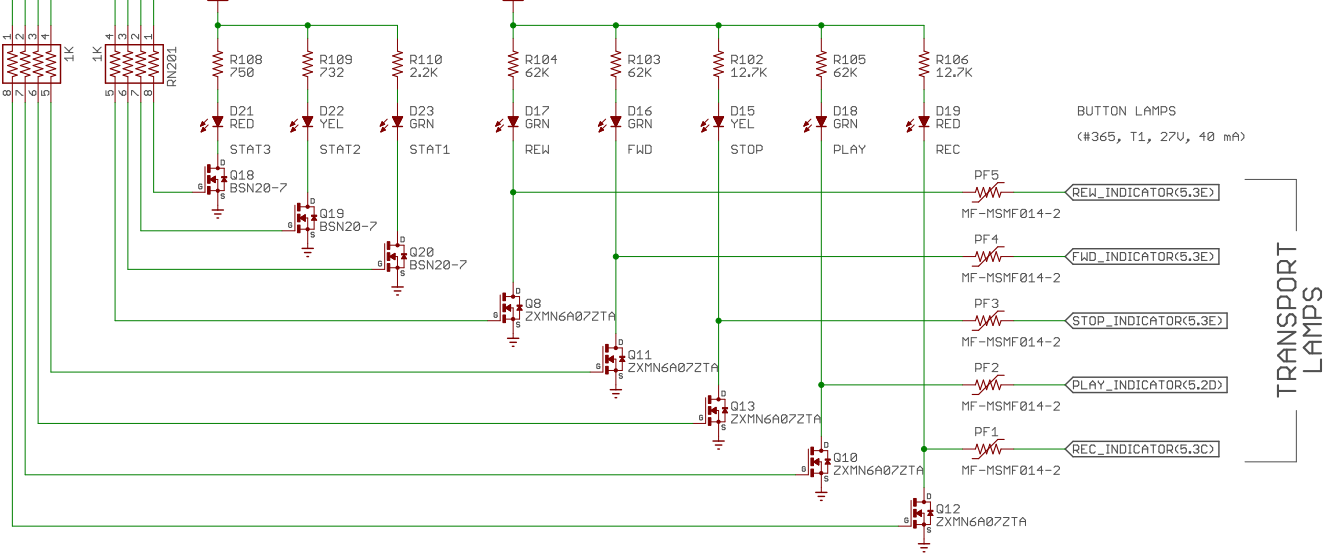 1 2 3 4
1K
8 7 6 5
4 3 2 1
1K
RN201
5 6 7 8
R108
750
R109
732
R110
2.2K
R104
62K
R103
62K
R102
12.7K
R105
62K
R106
12.7K
D21
RED
STAT3
D22
YEL
STAT2
D23
GRN
STAT1
D17
GRN
REW
D16
GRN
FWD
D15
YEL
STOP
D18
GRN
PLAY
D19
RED
REC
BUTTON LAMPS
(#365, T1, 27V, 40 mA)
D
G
S
Q18
BSN20-7
D
G
S
Q19
BSN20-7
D
G
S
Q20
BSN20-7
D
G
S
Q8
ZXMN6A07ZTA
D
G
S
Q11
ZXMN6A07ZTA
D
G
S
Q13
ZXMN6A07ZTA
D
G
S
Q10
ZXMN6A07ZTA
D
G
S
Q12
ZXMN6A07ZTA
PF5
MF-MSMF014-2
REW_INDICATOR(5.3E)
PF4
MF-MSMF014-2
FWD_INDICATOR(5.3E)
PF3
MF-MSMF014-2
STOP_INDICATOR(5.3E)
PF2
MF-MSMF014-2
PLAY_INDICATOR(5.2D)
PF1
MF-MSMF014-2
REC_INDICATOR(5.3C)
TRANSPORT
LAMPS